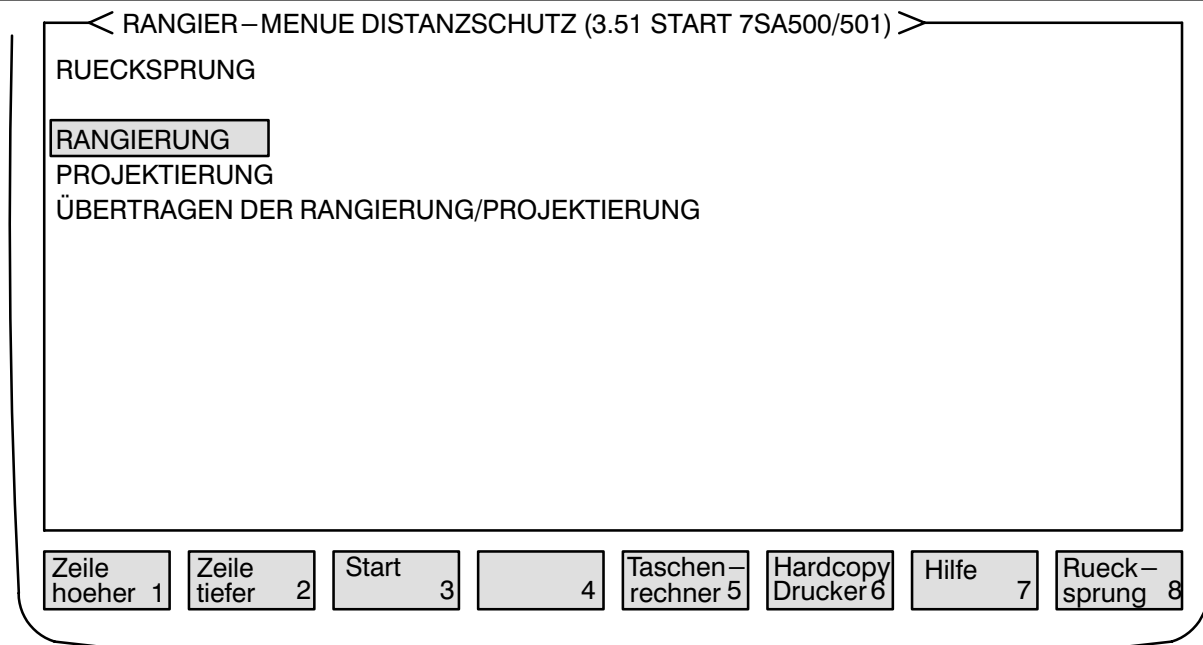 RANGIER–MENUE DISTANZSCHUTZ (3.51 START 7SA500/501)
RUECKSPRUNG
RANGIERUNG
PROJEKTIERUNG
ÜBERTRAGEN DER RANGIERUNG/PROJEKTIERUNG
Zeile
hoeher 1
Zeile
tiefer 2
Start
3
4
Taschen–
rechner 5
Hardcopy
Drucker 6
Hilfe
7
Rueck–
sprung 8